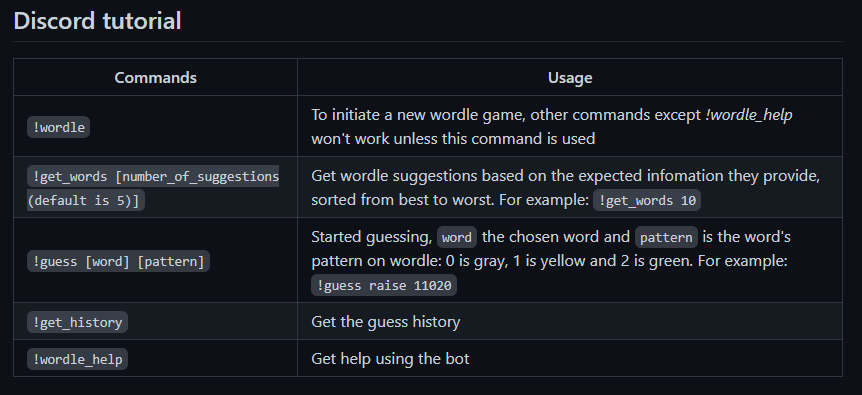 Discord tutorial
Commands Usage
!wordle
To initiate a new wordle game, other commands except !wordle_help
won't work unless this command is used
!get_words [number_of_suggestions
(default is 5)]
Get wordle suggestions based on the expected infomation they provide,
sorted from best to worst. For example: !get_words 10
!guess [word] [pattern]
Started guessing, word the chosen word and pattern is the word's
pattern on wordle: 0 is gray, 1 is yellow and 2 is green. For example:
!guess raise 11020
!get_history
Get the guess history
!wordle_help
Get help using the bot